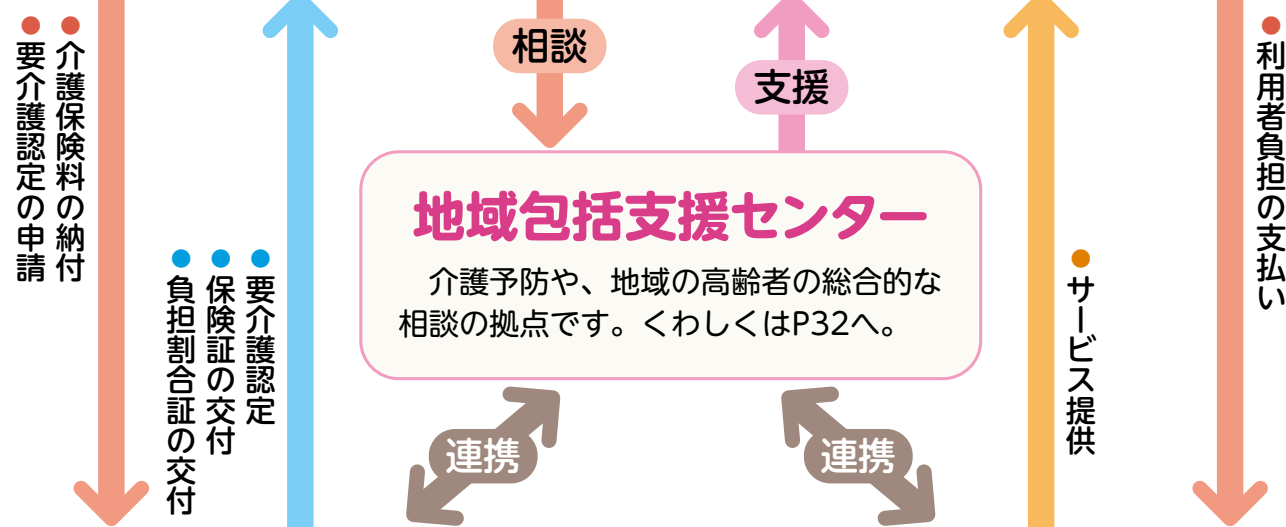 ●介護保険料の納付
●要介護認定の申請
●要介護認定
●保険証の交付
●負担割合証の交付
相談
支援
地域包括支援センター
介護予防や、地域の高齢者の総合的な
相談の拠点です。くわしくはP32へ。
連携
連携
●サービス提供
●利用者負担の支払い